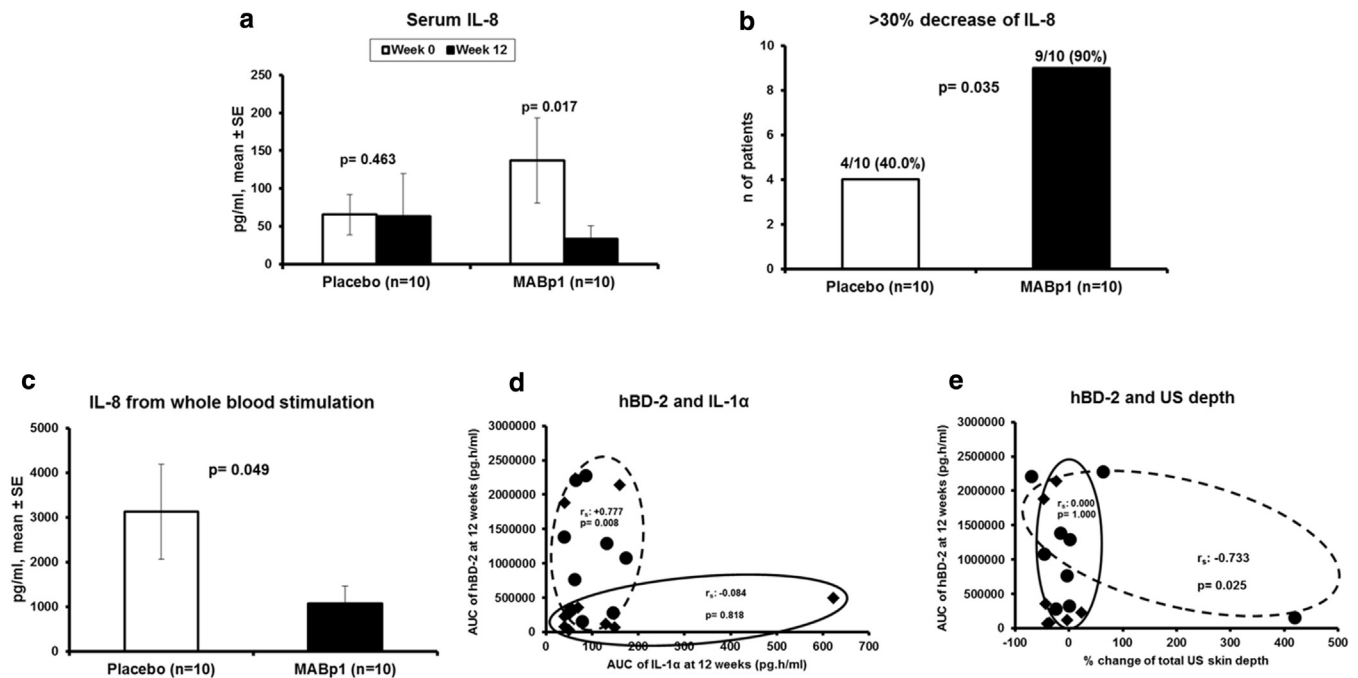 a
Serum IL-8
Week 0 Week 12
pg/ml, mean ± SE
250
200
150
100
50
0
p= 0.463
p= 0.017
Placebo (n=10)
MABp1 (n=10)
b
>30% decrease of IL-8
n of patients
10
8
6
4
2
0
4/10 (40.0%)
p= 0.035
9/10 (90%)
Placebo (n=10)
MABp1 (n=10)
c
IL-8 from whole blood stimulation
pg/ml, mean ± SE
5000
4000
3000
2000
1000
0
p= 0.049
Placebo (n=10)
MABp1 (n=10)
d
hBD-2 and IL-1α
AUC of hBD-2 at 12 weeks (pg.h/ml)
3000000
2500000
2000000
1500000
1000000
500000
0
rs: +0.777
p= 0.008
rs: -0.084
p= 0.818
0 100 200 300 400 500 600 700
AUC of IL-1α at 12 weeks (pg.h/ml)
e
hBD-2 and US depth
AUC of hBD-2 at 12 weeks (pg.h/ml)
3000000
2500000
2000000
1500000
1000000
500000
0
rs: 0.000
p= 1.000
rs: -0.733
p= 0.025
-100 0 100 200 300 400 500
% change of total US skin depth